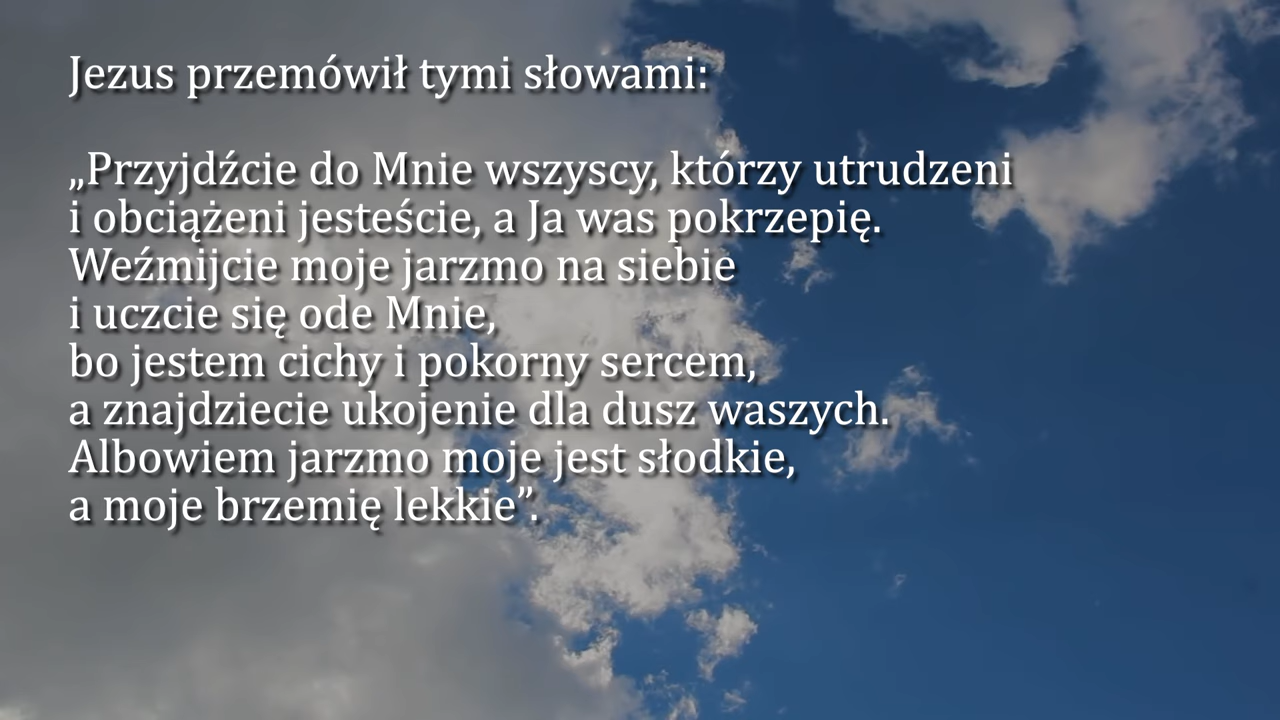 Jezus przemówił tymi słowami:
„Przyjdźcie do Mnie wszyscy, którzy utrudzeni
i obciążeni jesteście, a Ja was pokrzepię.
Weźmijcie moje jarzmo na siebie
i uczcie się ode Mnie,
bo jestem cichy i pokorny sercem,
a znajdziecie ukojenie dla dusz waszych.
Albowiem jarzmo moje jest słodkie,
a moje brzemię lekkie”.